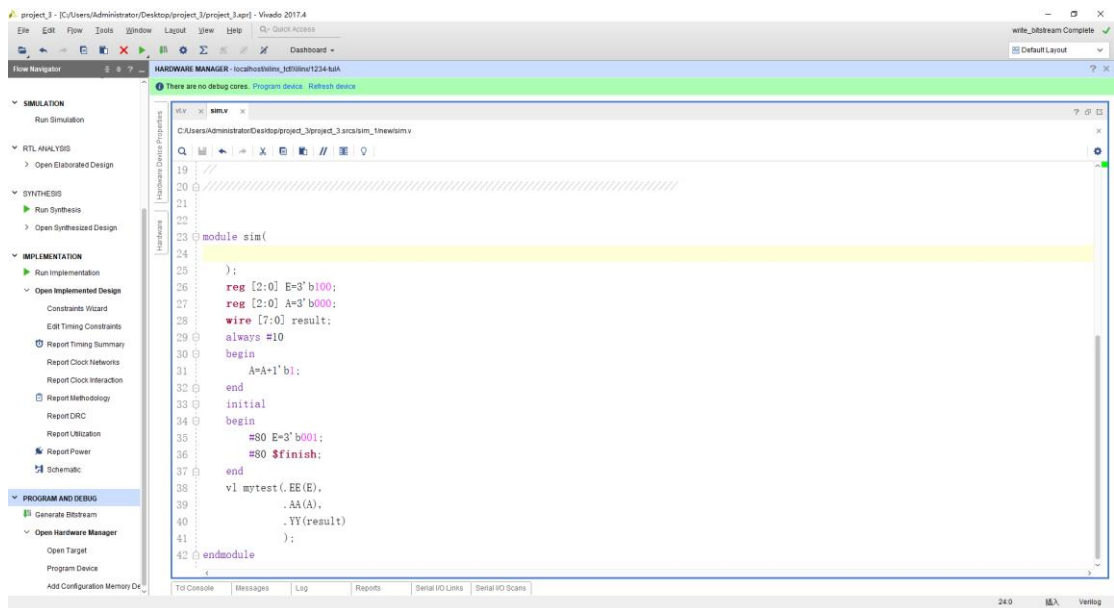 project_3 - [C:/Users/Administrator/Desktop/project_3/project_3.xpr] - Vivado 2017.4
File Edit Flow Tools Window Layout View Help Q- Quick Access
write_bitstream Complete
Dashboard
Default Layout
Flow Navigator
HARDWARE MANAGER - localhost/xilinx_tcf/Xilinx/1234-tulA
There are no debug cores. Program device Refresh device
SIMULATION
Run Simulation
RTL ANALYSIS
Open Elaborated Design
SYNTHESIS
Run Synthesis
Open Synthesized Design
IMPLEMENTATION
Run Implementation
Open Implemented Design
Constraints Wizard
Edit Timing Constraints
Report Timing Summary
Report Clock Networks
Report Clock Interaction
Report Methodology
Report DRC
Report Utilization
Report Power
Schematic
PROGRAM AND DEBUG
Generate Bitstream
Open Hardware Manager
Open Target
Program Device
Add Configuration Memory De
Hardware Device Properties
Hardware
sim.v
C:/Users/Administrator/Desktop/project_3/project_3.srcs/sim_1/new/sim.v
19 //
20 //////////////////////////////////////////////////////////////////////////////////
21
22
23 module sim(
24
25 );
26 reg [2:0] E=3'b100;
27 reg [2:0] A=3'b000;
28 wire [7:0] result;
29 always #10
30 begin
31 A=A+1'b1;
32 end
33 initial
34 begin
35 #80 E=3'b001;
36 #80 $finish;
37 end
38 vl mytest(.EE(E),
39 .AA(A),
40 .YY(result)
41 );
42 endmodule
Tcl Console Messages Log Reports Serial I/O Links Serial I/O Scans
24:0 插入 Verilog